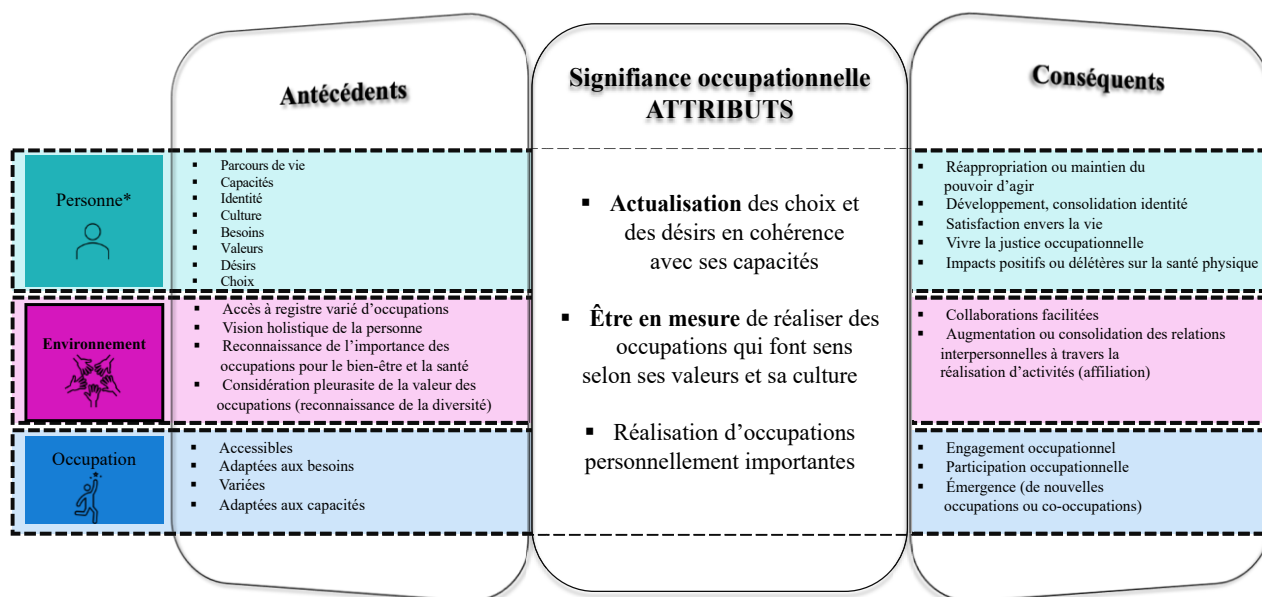 Antécédents
Signifiance occupationnelle
ATTRIBUTS
Conséquents
Personne*
▪ Parcours de vie
▪ Capacités
▪ Identité
▪ Culture
▪ Besoins
▪ Valeurs
▪ Désirs
▪ Choix
Environnement
▪ Accès à registre varié d'occupations
▪ Vision holistique de la personne
▪ Reconnaissance de l'importance des
occupations pour le bien-être et la santé
▪ Considération pleurasite de la valeur des
occupations (reconnaissance de la diversité)
Occupation
▪ Accessibles
▪ Adaptées aux besoins
▪ Variées
▪ Adaptées aux capacités
▪ Actualisation des choix et
des désirs en cohérence
avec ses capacités
▪ Être en mesure de réaliser des
occupations qui font sens
selon ses valeurs et sa culture
▪ Réalisation d'occupations
personnellement importantes
▪ Réappropriation ou maintien du
pouvoir d'agir
▪ Développement, consolidation identité
▪ Satisfaction envers la vie
▪ Vivre la justice occupationnelle
▪ Impacts positifs ou délétères sur la santé physique
▪ Collaborations facilitées
▪ Augmentation ou consolidation des relations
interpersonnelles à travers la
réalisation d'activités (affiliation)
▪ Engagement occupationnel
▪ Participation occupationnelle
▪ Émergence (de nouvelles
occupations ou co-occupations)